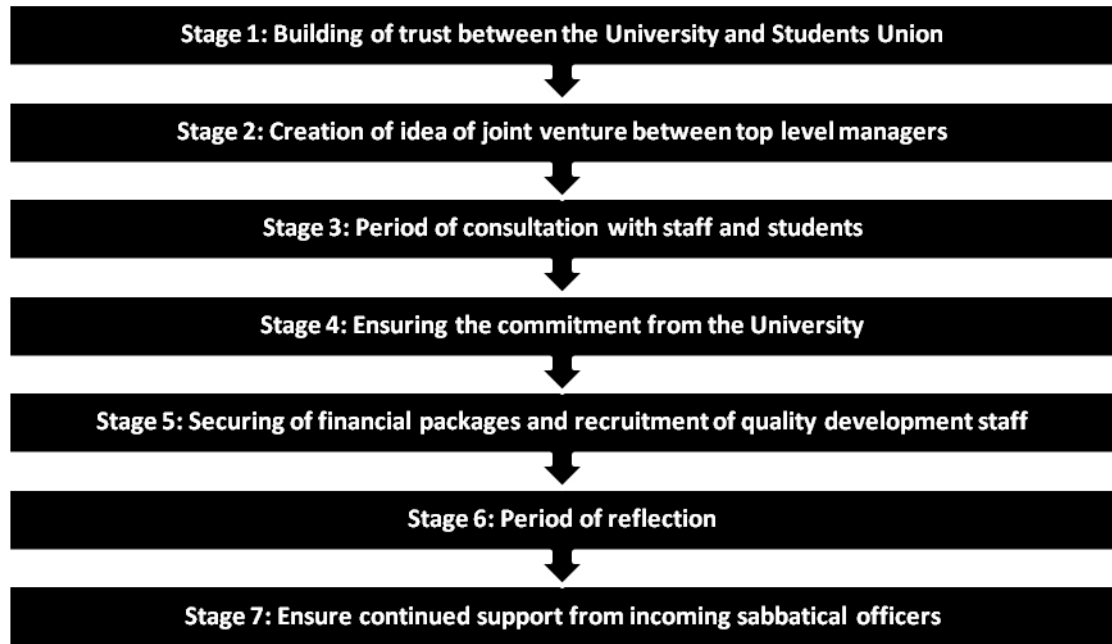 Stage 1: Building of trust between the University and Students Union
Stage 2: Creation of idea of joint venture between top level managers
Stage 3: Period of consultation with staff and students
Stage 4: Ensuring the commitment from the University
Stage 5: Securing of financial packages and recruitment of quality development staff
Stage 6: Period of reflection
Stage 7: Ensure continued support from incoming sabbatical officers